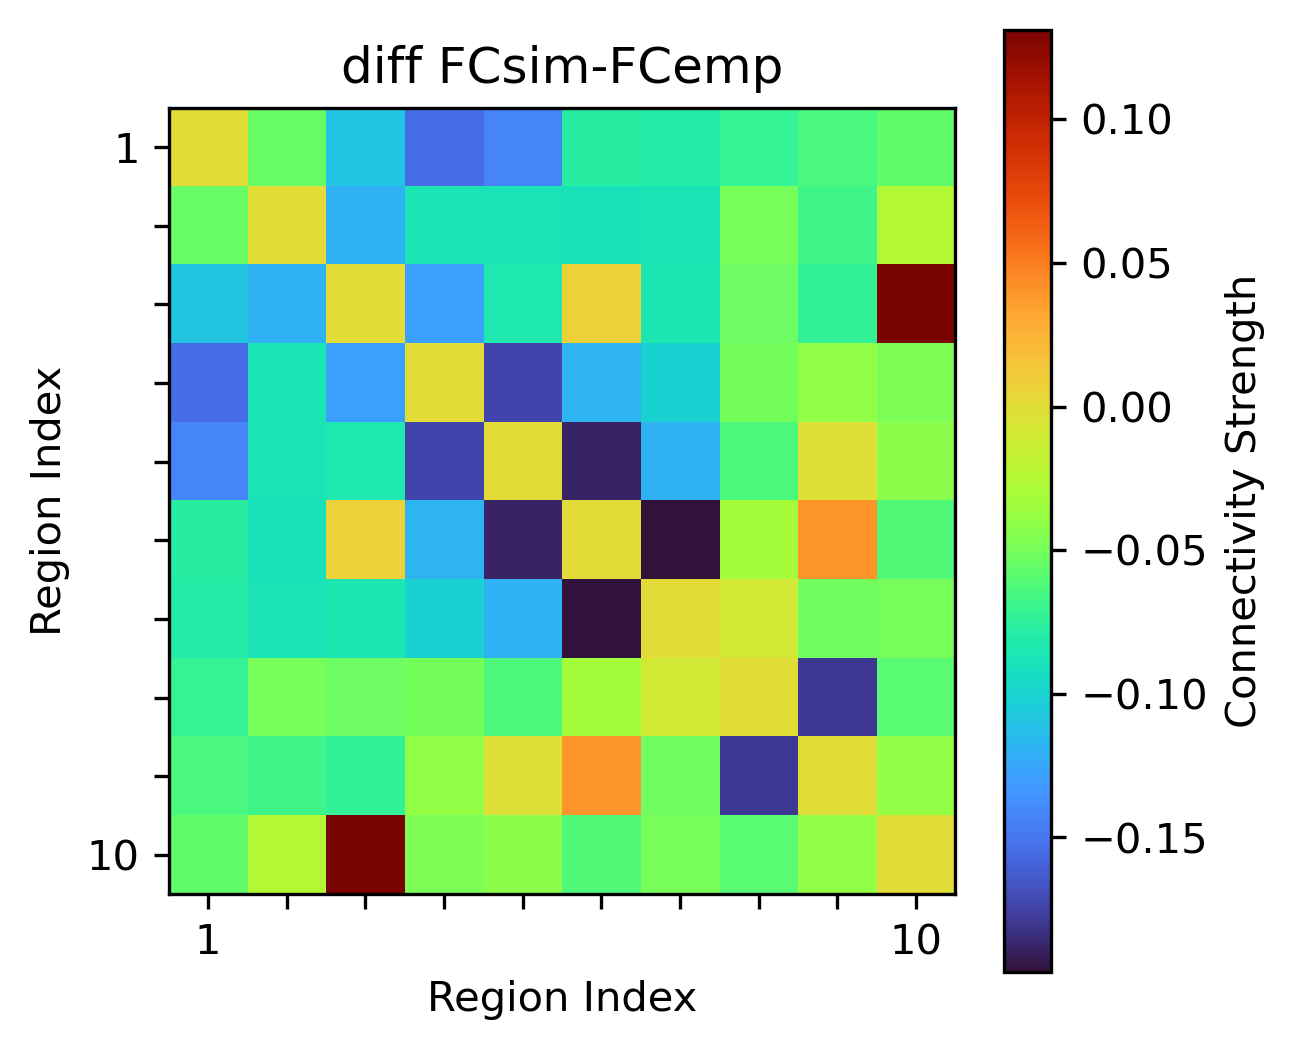 diff FCsim-FCemp
1
10
Region Index
1
10
Region Index
0.10
0.05
0.00
−0.05
−0.10
−0.15
Connectivity Strength